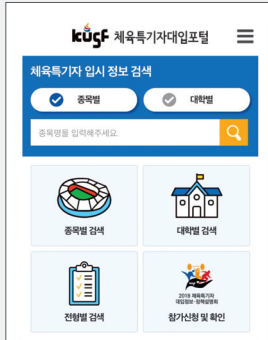 kusf 체육특기자대입포털
체육특기자 입시 정보 검색
종목별
대학별
종목명을 입력해주세요.
종목별 검색
대학별 검색
전형별 검색
2019 체육특기자
대입정보·정책설명회
참가신청 및 확인